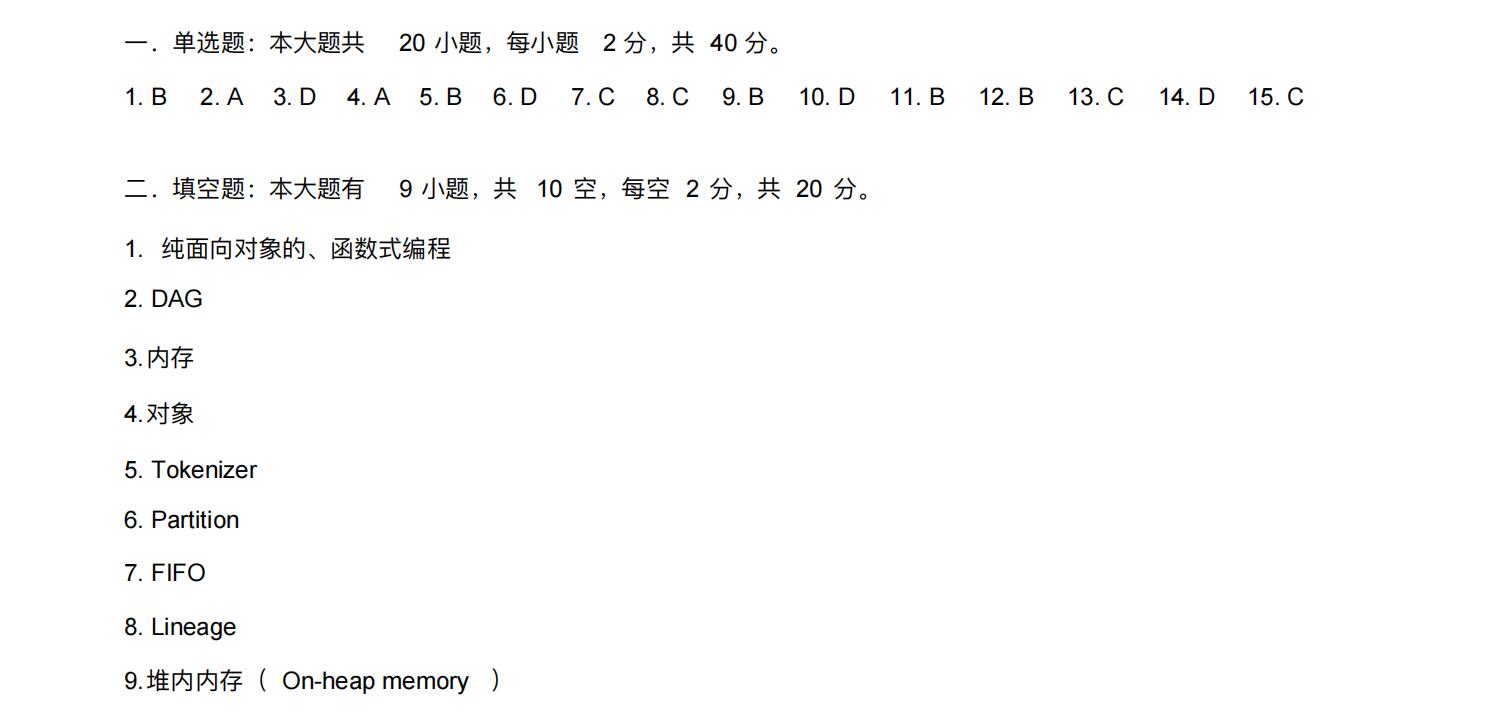 一．单选题：本大题共 20 小题，每小题 2 分，共 40 分。
1. B 2. A 3. D 4. A 5. B 6. D 7. C 8. C 9. B 10. D 11. B 12. B 13. C 14. D 15. C
二．填空题：本大题有 9 小题，共 10 空，每空 2 分，共 20 分。
1. 纯面向对象的、函数式编程
2. DAG
3.内存
4.对象
5. Tokenizer
6. Partition
7. FIFO
8. Lineage
9.堆内内存（ On-heap memory ）